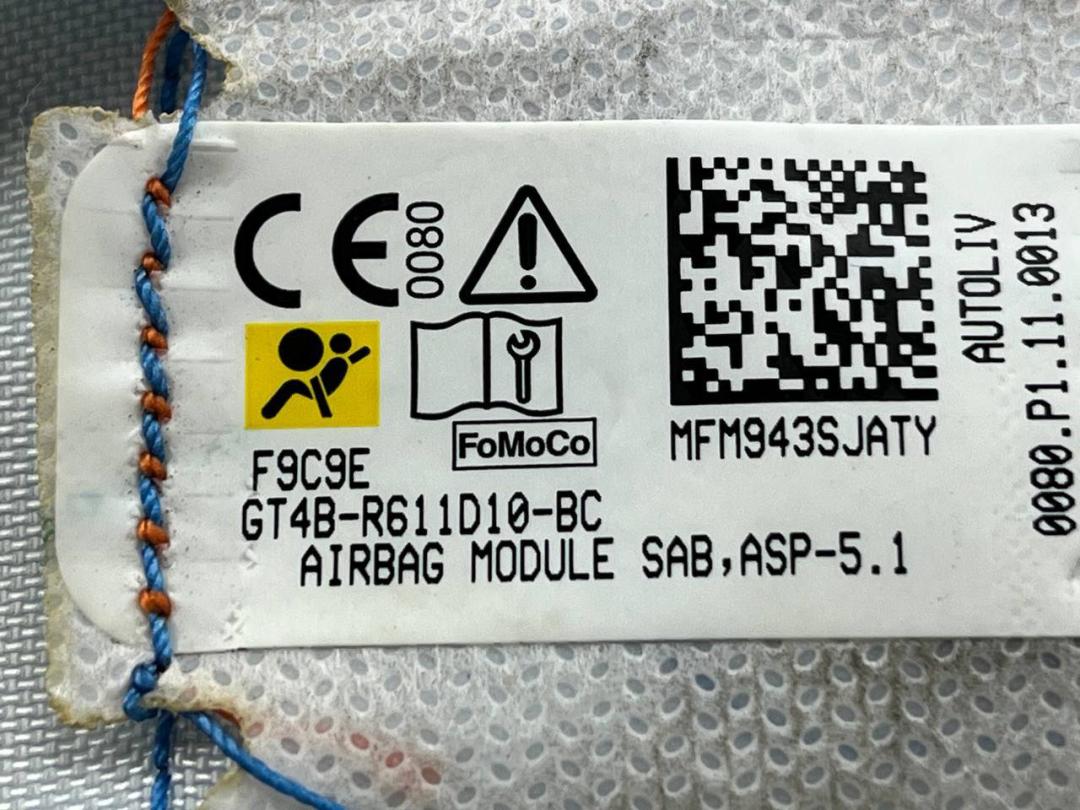 CE 0080
FoMoCo
F9C9E
GT4B-R611D10-BC
AIRBAG MODULE SAB,ASP-5.1
MFM943SJATY
AUTOLIV
0080.P1.11.0013